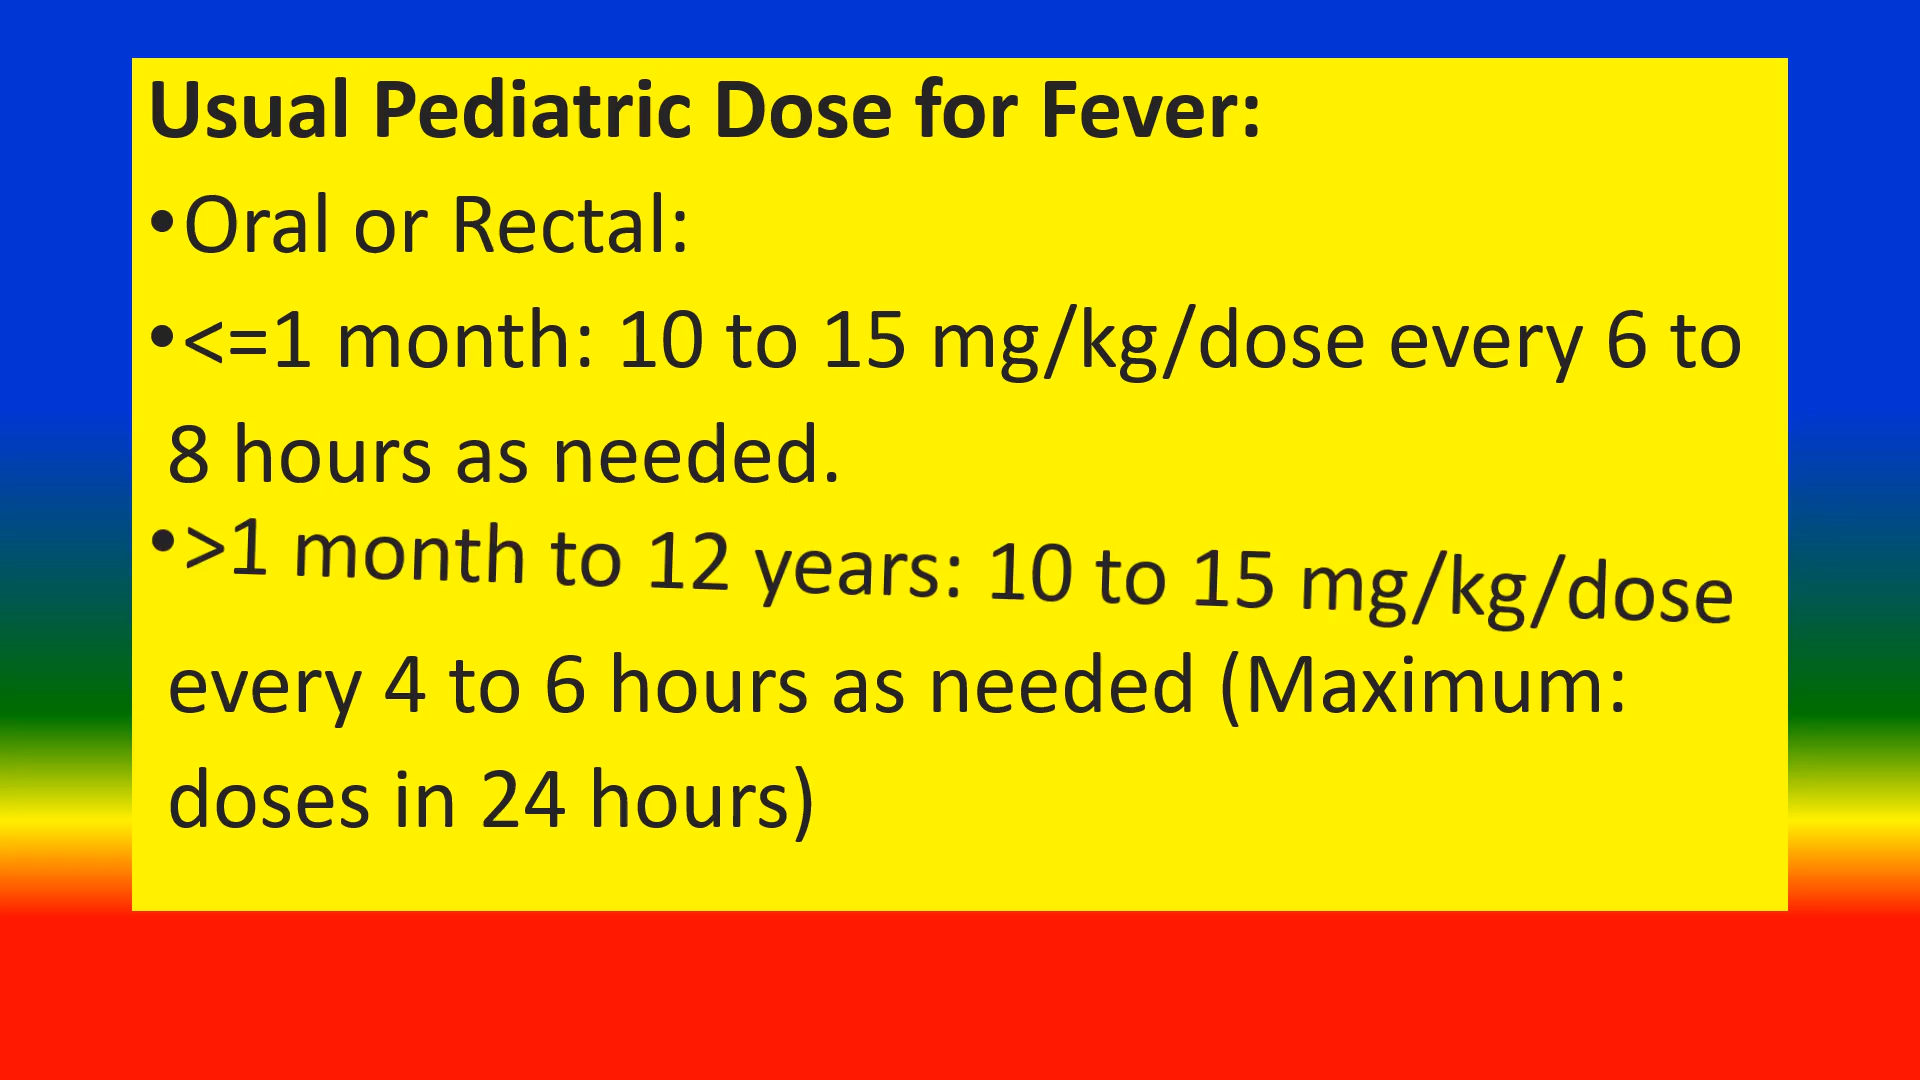 Usual Pediatric Dose for Fever:
•Oral or Rectal:
•<=1 month: 10 to 15 mg/kg/dose every 6 to
8 hours as needed.
•>1 month to 12 years: 10 to 15 mg/kg/dose
every 4 to 6 hours as needed (Maximum:
doses in 24 hours)